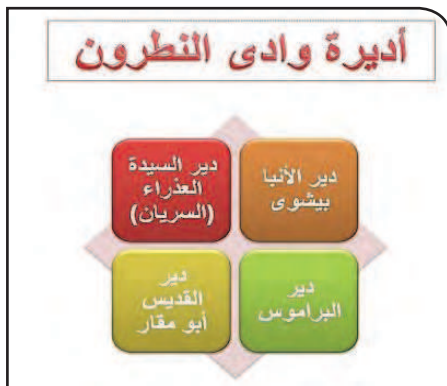 أديرة وادى النطرون
دير الأنبا
بيشوى
دير السيدة
العذراء
(السريان)
دير
البراموس
دير
القديس
أبو مقار